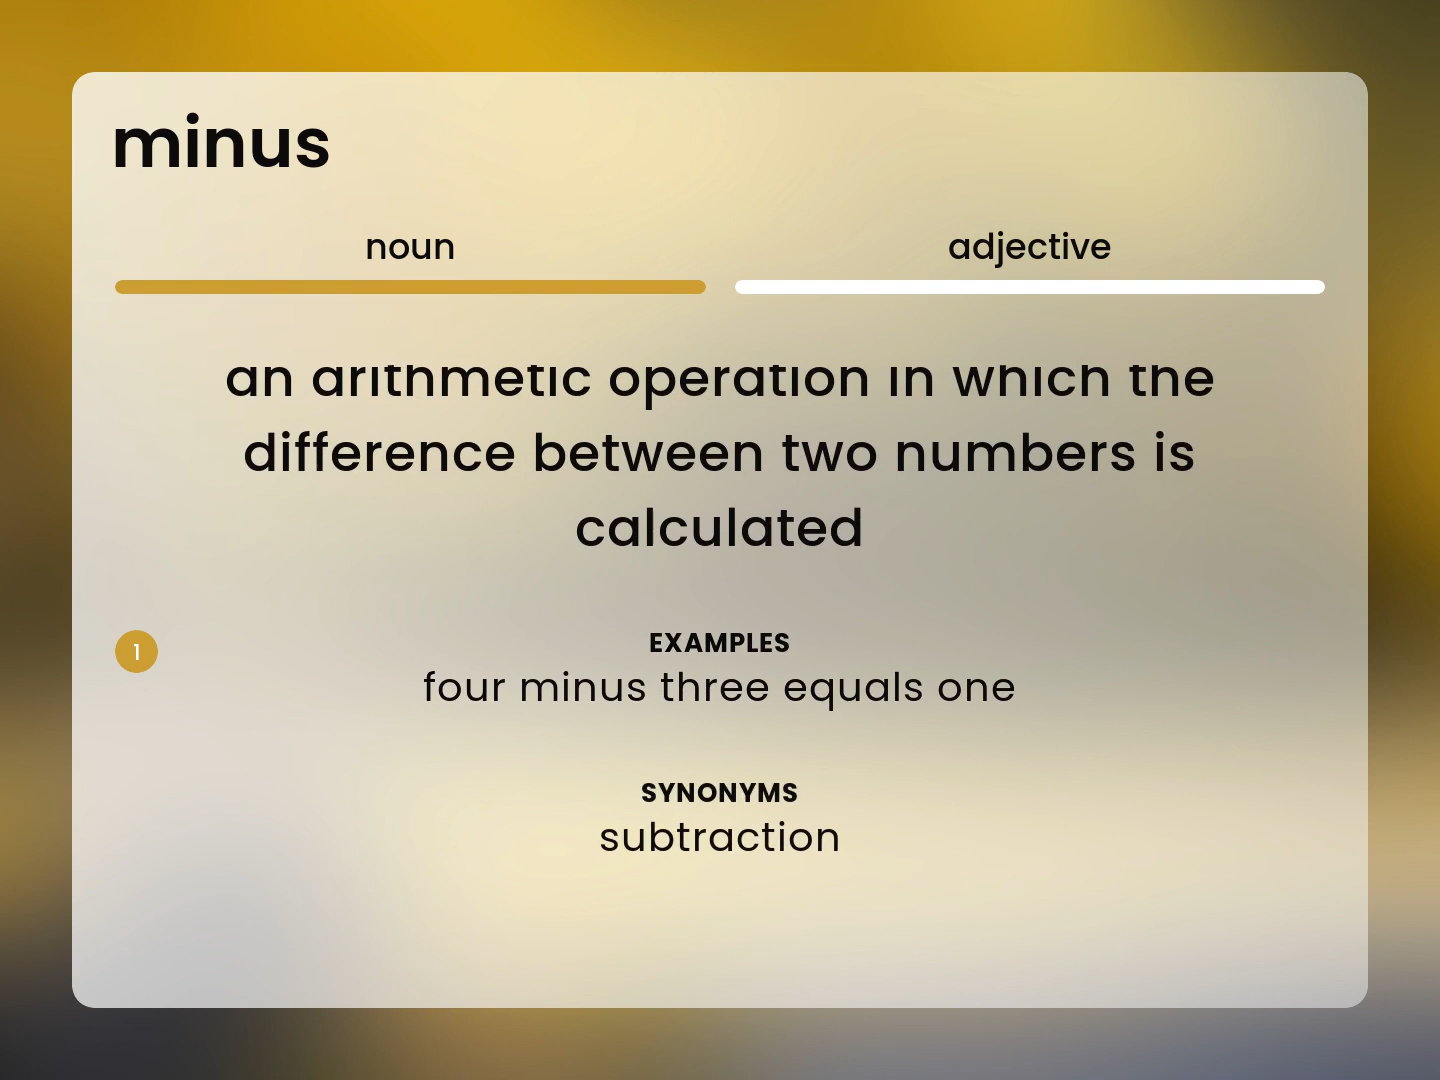 minus
noun
adjective
an arithmetic operation in which the
difference between two numbers is
calculated
1
EXAMPLES
four minus three equals one
SYNONYMS
subtraction